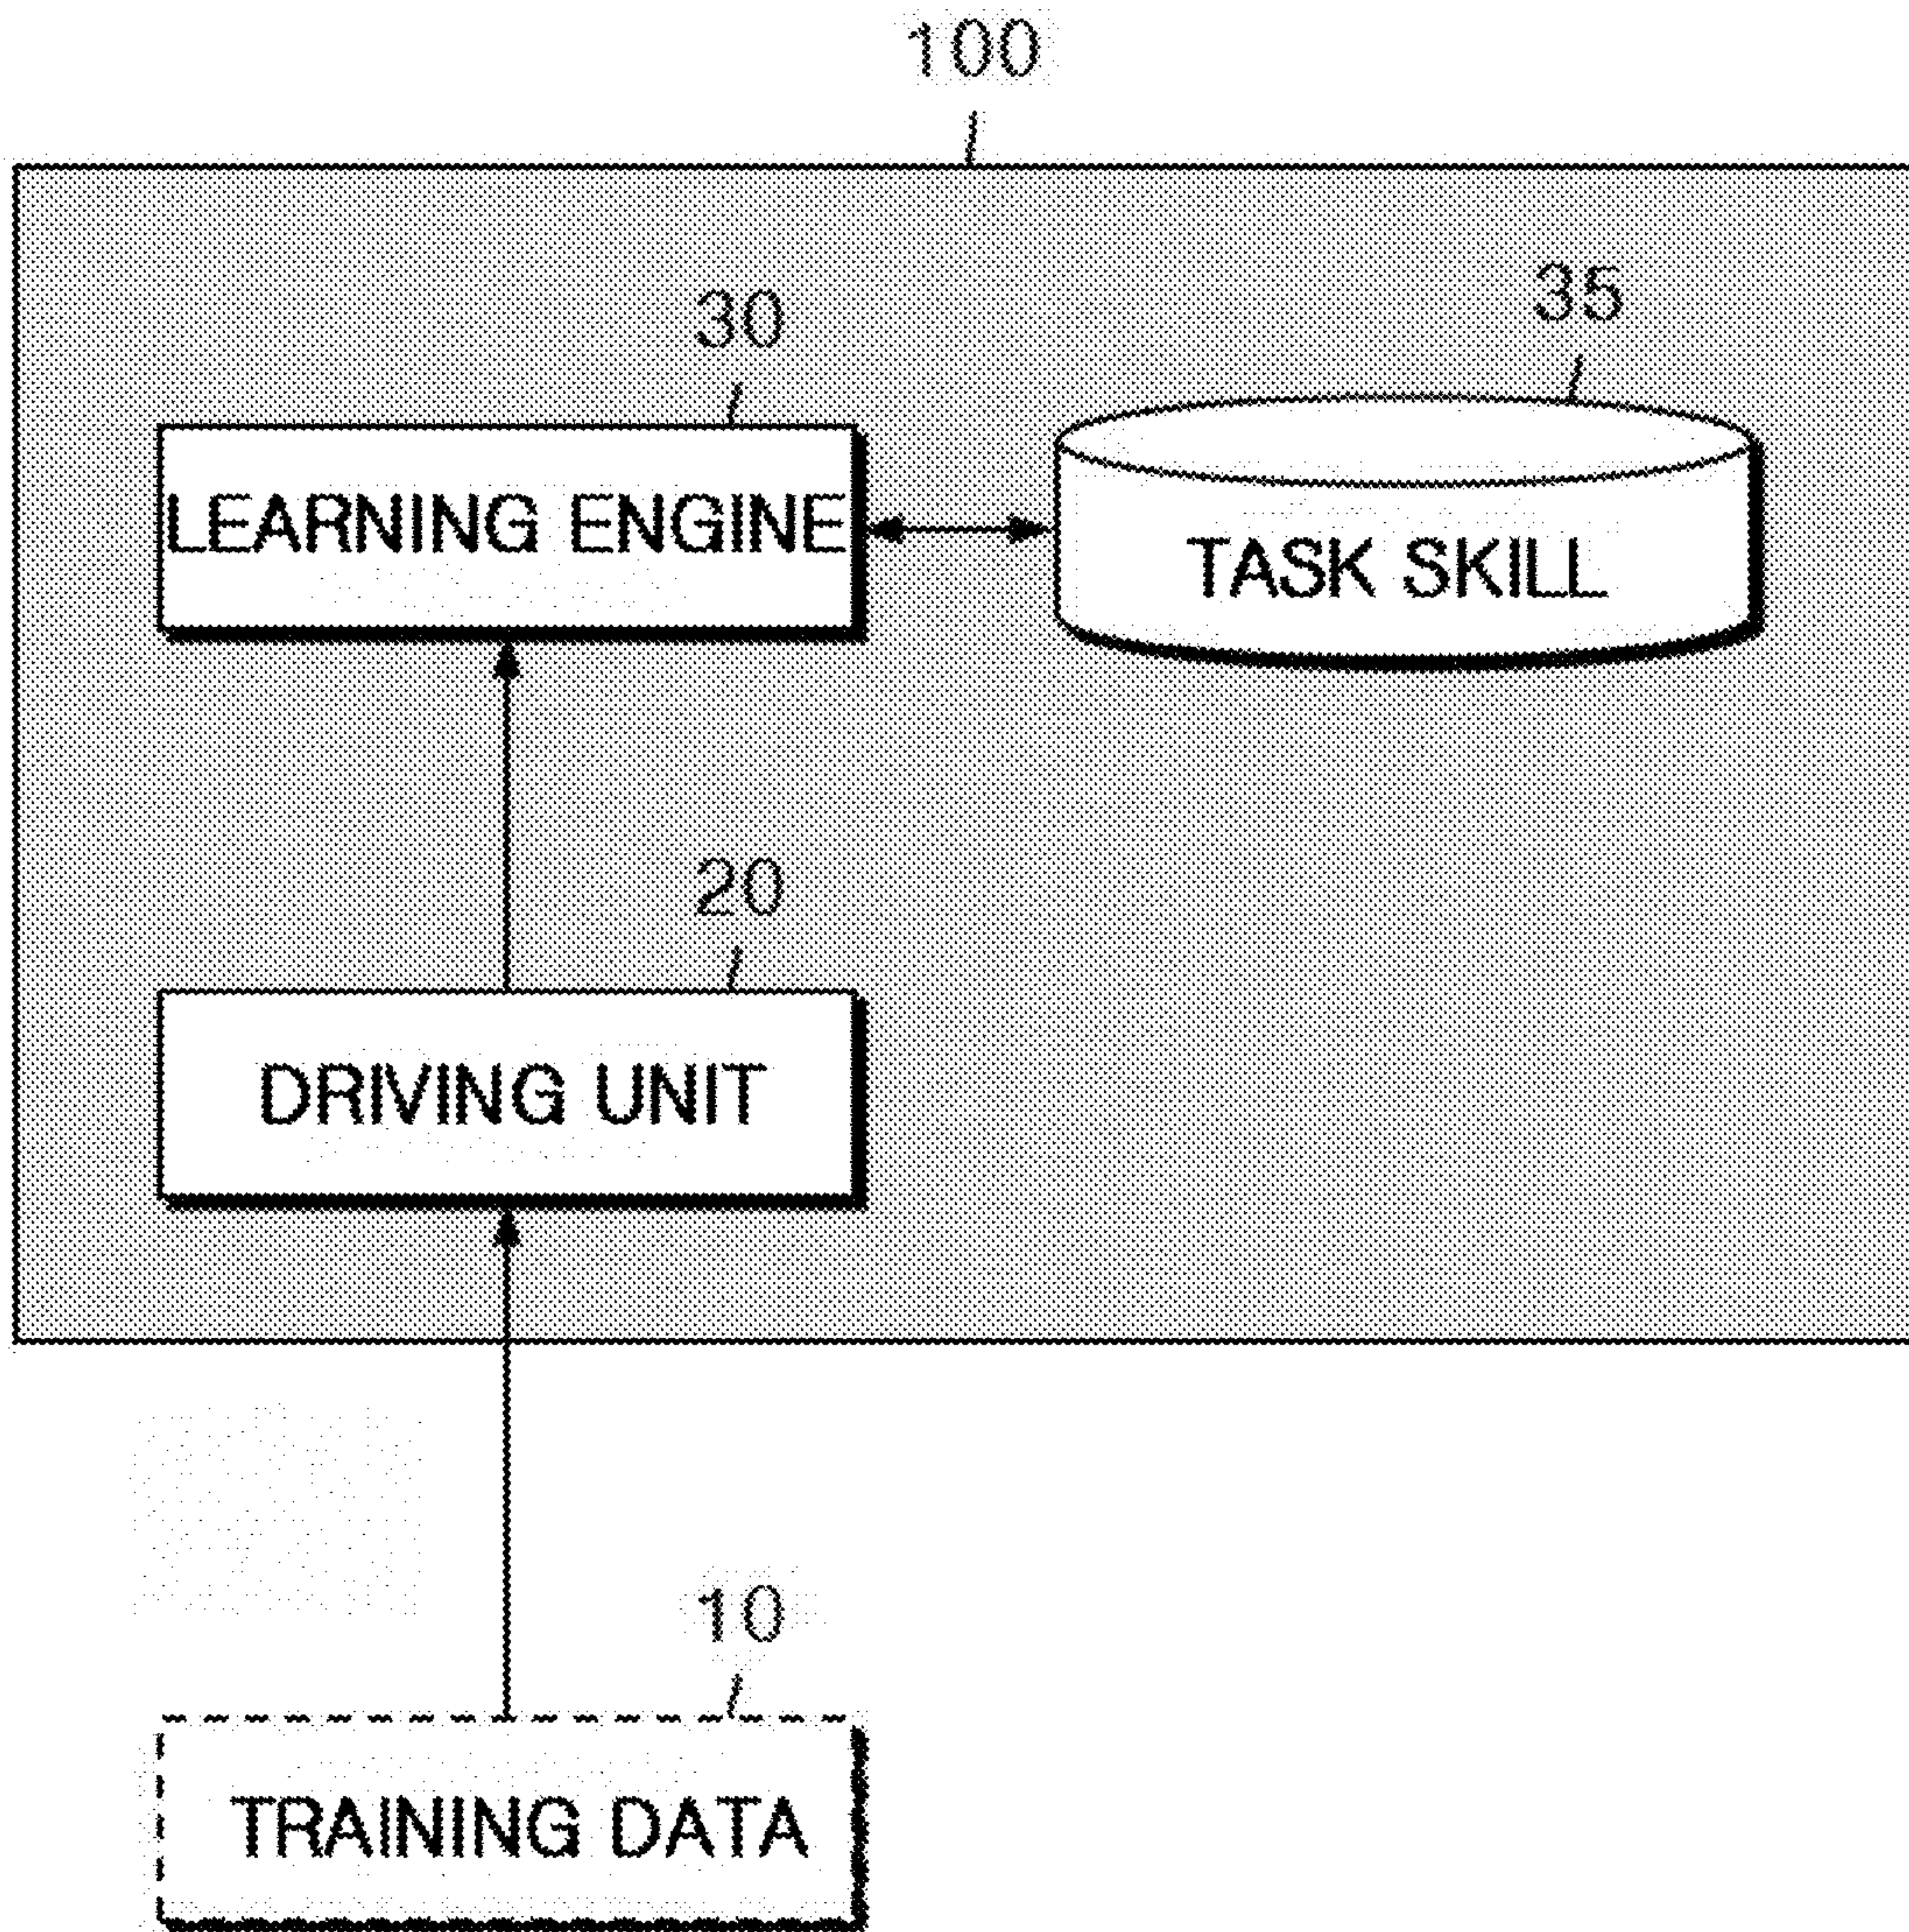 100
30
35
LEARNING ENGINE
TASK SKILL
20
DRIVING UNIT
10
TRAINING DATA